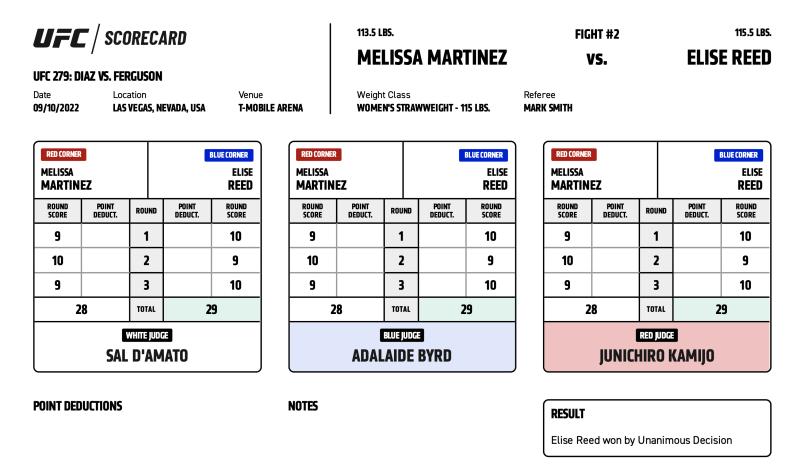 UFC / SCORECARD
UFC 279: DIAZ VS. FERGUSON
Date Location Venue
09/10/2022 LAS VEGAS, NEVADA, USA T-MOBILE ARENA
113.5 LBS. FIGHT #2 115.5 LBS.
MELISSA MARTINEZ VS. ELISE REED
Weight Class Referee
WOMEN'S STRAWWEIGHT - 115 LBS. MARK SMITH
RED CORNER BLUE CORNER
MELISSA ELISE
MARTINEZ REED
ROUND POINT ROUND POINT ROUND
SCORE DEDUCT. DEDUCT. SCORE
9 1 10
10 2 9
9 3 10
28 TOTAL 29
WHITE JUDGE
SAL D'AMATO
RED CORNER BLUE CORNER
MELISSA ELISE
MARTINEZ REED
ROUND POINT ROUND POINT ROUND
SCORE DEDUCT. DEDUCT. SCORE
9 1 10
10 2 9
9 3 10
28 TOTAL 29
BLUE JUDGE
ADALAIDE BYRD
RED CORNER BLUE CORNER
MELISSA ELISE
MARTINEZ REED
ROUND POINT ROUND POINT ROUND
SCORE DEDUCT. DEDUCT. SCORE
9 1 10
10 2 9
9 3 10
28 TOTAL 29
RED JUDGE
JUNICHIRO KAMIJO
POINT DEDUCTIONS
NOTES
RESULT
Elise Reed won by Unanimous Decision